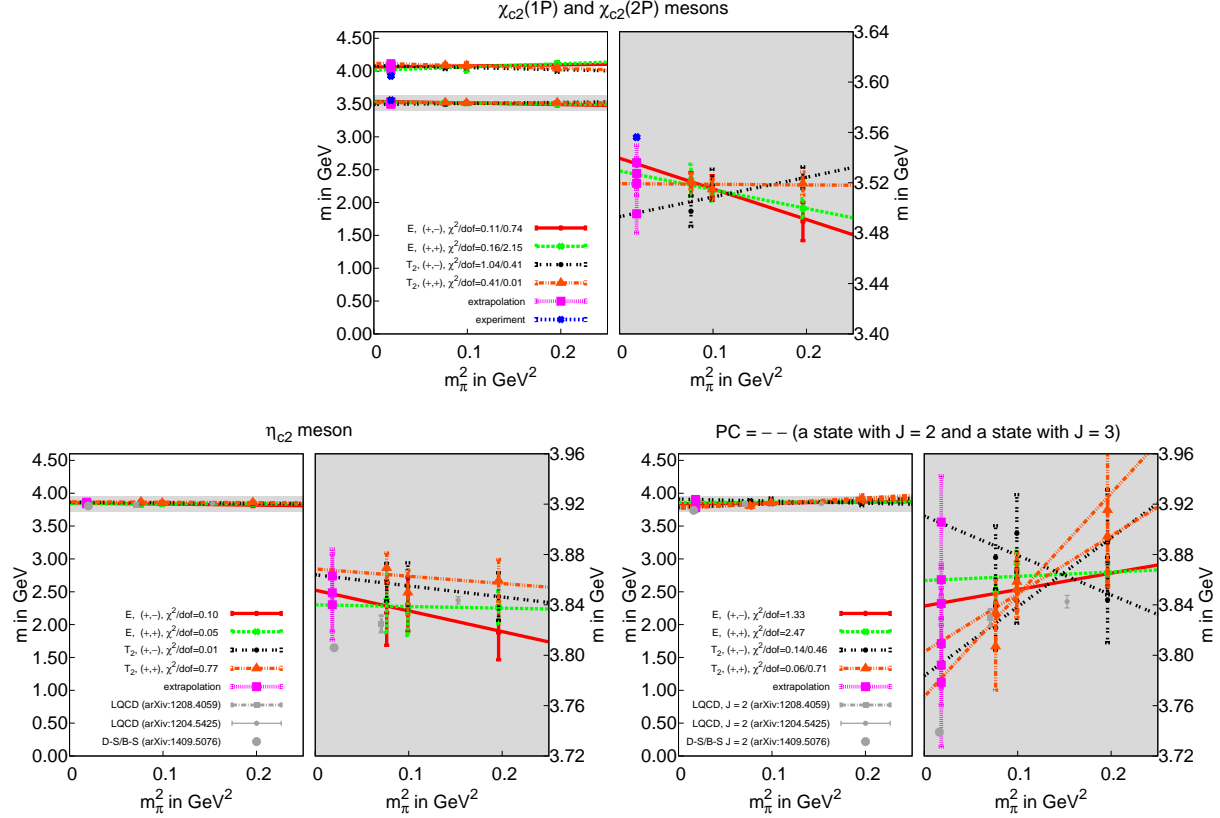 χc2(1P) and χc2(2P) mesons
m in GeV
4.50
4.00
3.50
3.00
2.50
2.00
1.50
1.00
0.50
0.00
E, (+,−), χ²/dof=0.11/0.74
E, (+,+), χ²/dof=0.16/2.15
T₂, (+,−), χ²/dof=1.04/0.41
T₂, (+,+), χ²/dof=0.41/0.01
extrapolation
experiment
0 0.1 0.2
mπ² in GeV²
3.64
3.60
3.56
3.52
3.48
3.44
3.40
m in GeV
0 0.1 0.2
mπ² in GeV²
ηc2 meson
m in GeV
4.50
4.00
3.50
3.00
2.50
2.00
1.50
1.00
0.50
0.00
E, (+,−), χ²/dof=0.10
E, (+,+), χ²/dof=0.05
T₂, (+,−), χ²/dof=0.01
T₂, (+,+), χ²/dof=0.77
extrapolation
LQCD (arXiv:1208.4059)
LQCD (arXiv:1204.5425)
D-S/B-S (arXiv:1409.5076)
0 0.1 0.2
mπ² in GeV²
3.96
3.92
3.88
3.84
3.80
3.76
3.72
m in GeV
0 0.1 0.2
mπ² in GeV²
PC = − − (a state with J = 2 and a state with J = 3)
m in GeV
4.50
4.00
3.50
3.00
2.50
2.00
1.50
1.00
0.50
0.00
E, (+,−), χ²/dof=1.33
E, (+,+), χ²/dof=2.47
T₂, (+,−), χ²/dof=0.14/0.46
T₂, (+,+), χ²/dof=0.06/0.71
extrapolation
LQCD, J = 2 (arXiv:1208.4059)
LQCD, J = 2 (arXiv:1204.5425)
D-S/B-S J = 2 (arXiv:1409.5076)
0 0.1 0.2
mπ² in GeV²
3.96
3.92
3.88
3.84
3.80
3.76
3.72
m in GeV
0 0.1 0.2
mπ² in GeV²